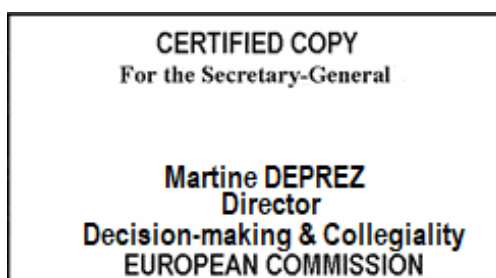 CERTIFIED COPY
For the Secretary-General
Martine DEPREZ
Director
Decision-making & Collegiality
EUROPEAN COMMISSION